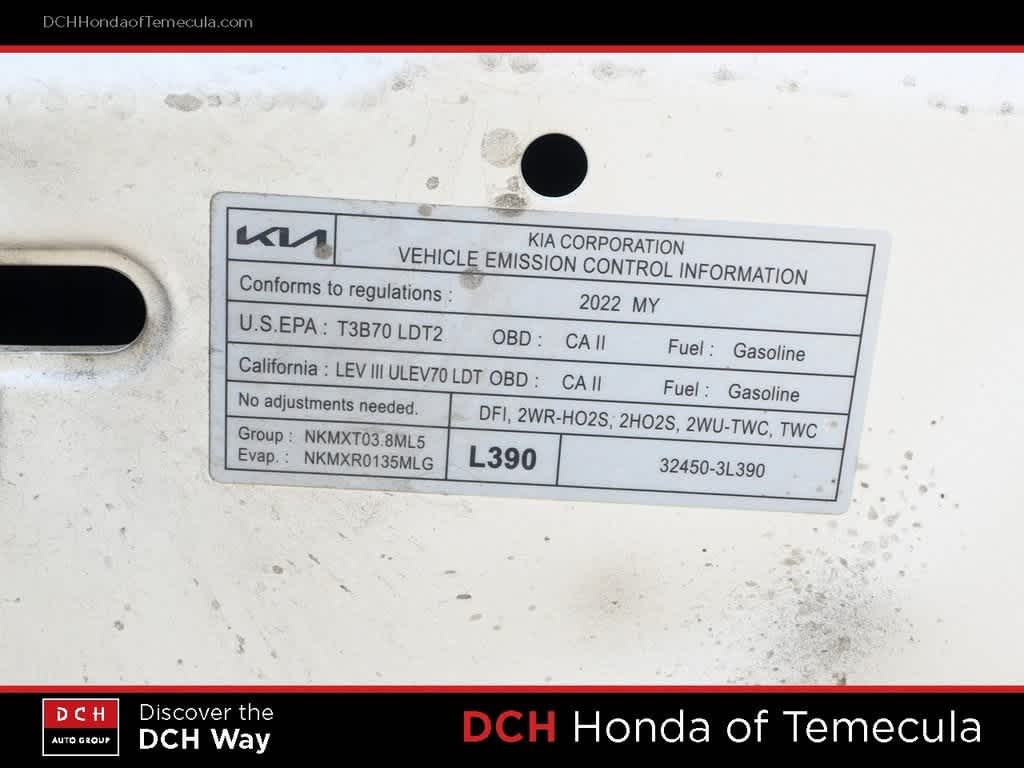 DCHHondaofTemecula.com
KIA
KIA CORPORATION
VEHICLE EMISSION CONTROL INFORMATION
Conforms to regulations : 2022 MY
U.S.EPA : T3B70 LDT2 OBD : CA II Fuel : Gasoline
California : LEV III ULEV70 LDT OBD : CA II Fuel : Gasoline
No adjustments needed. DFI, 2WR-HO2S, 2HO2S, 2WU-TWC, TWC
Group : NKMXT03.8ML5
Evap. : NKMXR0135MLG
L390
32450-3L390
DCH
AUTO GROUP
Discover the
DCH Way
DCH Honda of Temecula